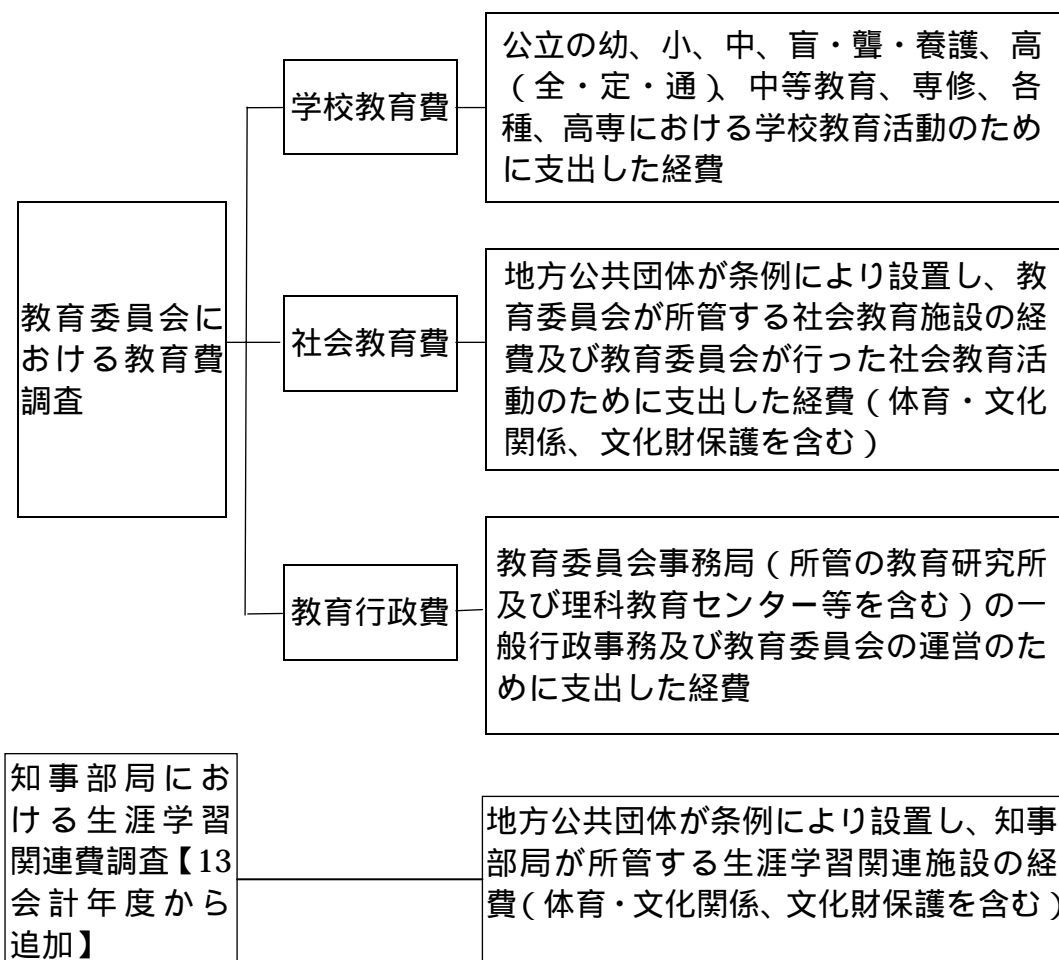 公立の幼、小、中、盲・聾・養護、高
（全・定・通）、中等教育、専修、各
種、高専における学校教育活動のため
に支出した経費
学校教育費
地方公共団体が条例により設置し、教
育委員会が所管する社会教育施設の経
費及び教育委員会が行った社会教育活
動のために支出した経費（体育・文化
関係、文化財保護を含む）
教育委員会に
おける教育費
調査
社会教育費
教育委員会事務局（所管の教育研究所
及び理科教育センター等を含む）の一
般行政事務及び教育委員会の運営のた
めに支出した経費
教育行政費
知事部局にお
ける生涯学習
関連費調査【13
会計年度から
追加】
地方公共団体が条例により設置し、知事
部局が所管する生涯学習関連施設の経
費（体育・文化関係、文化財保護を含む）